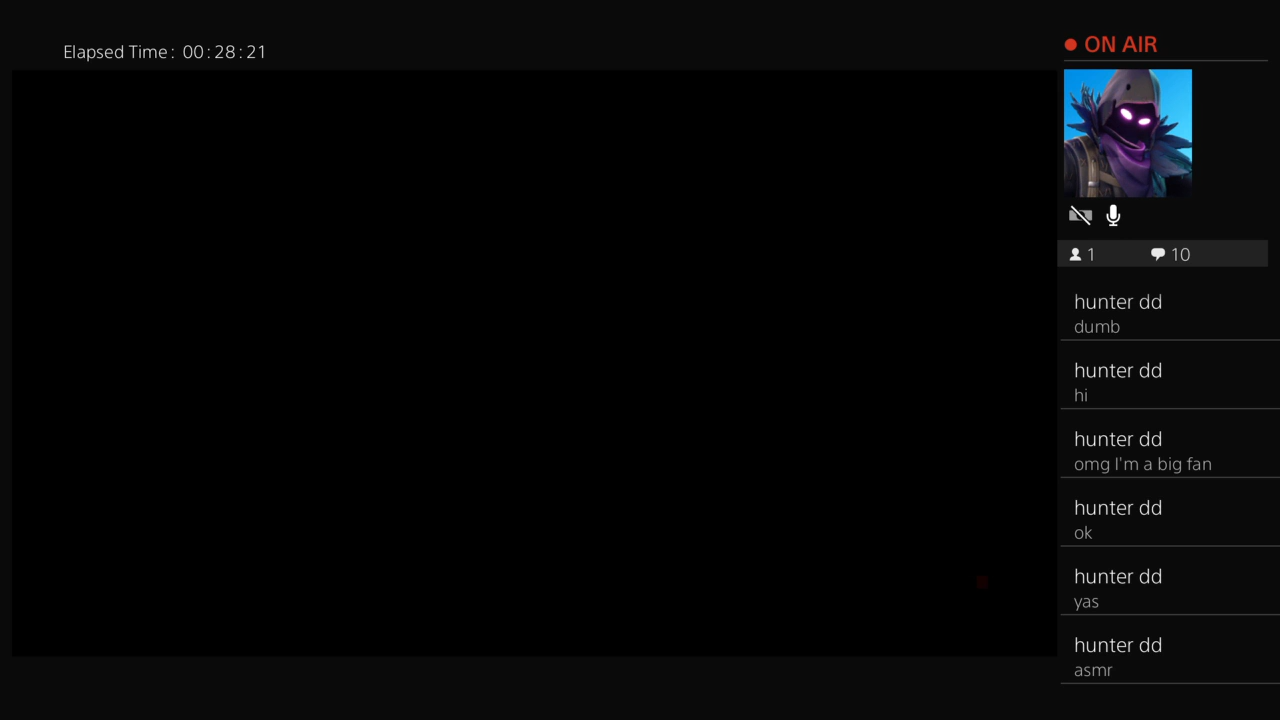 Elapsed Time: 00:28:21
ON AIR
1 10
hunter dd
dumb
hunter dd
hi
hunter dd
omg I'm a big fan
hunter dd
ok
hunter dd
yas
hunter dd
asmr